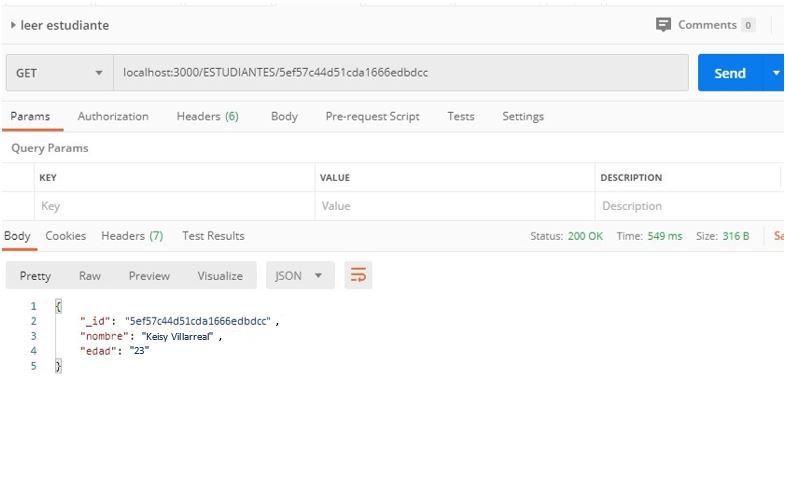 leer estudiante
Comments 0
GET localhost:3000/ESTUDIANTES/5ef57c44d51cda1666edbdcc Send
Params Authorization Headers (6) Body Pre-request Script Tests Settings
Query Params
KEY VALUE DESCRIPTION
Key Value Description
Body Cookies Headers (7) Test Results Status: 200 OK Time: 549 ms Size: 316 B Sa
Pretty Raw Preview Visualize JSON
1 {
2 "_id": "5ef57c44d51cda1666edbdcc" ,
3 "nombre": "Keisy Villarreal" ,
4 "edad": "23"
5 }